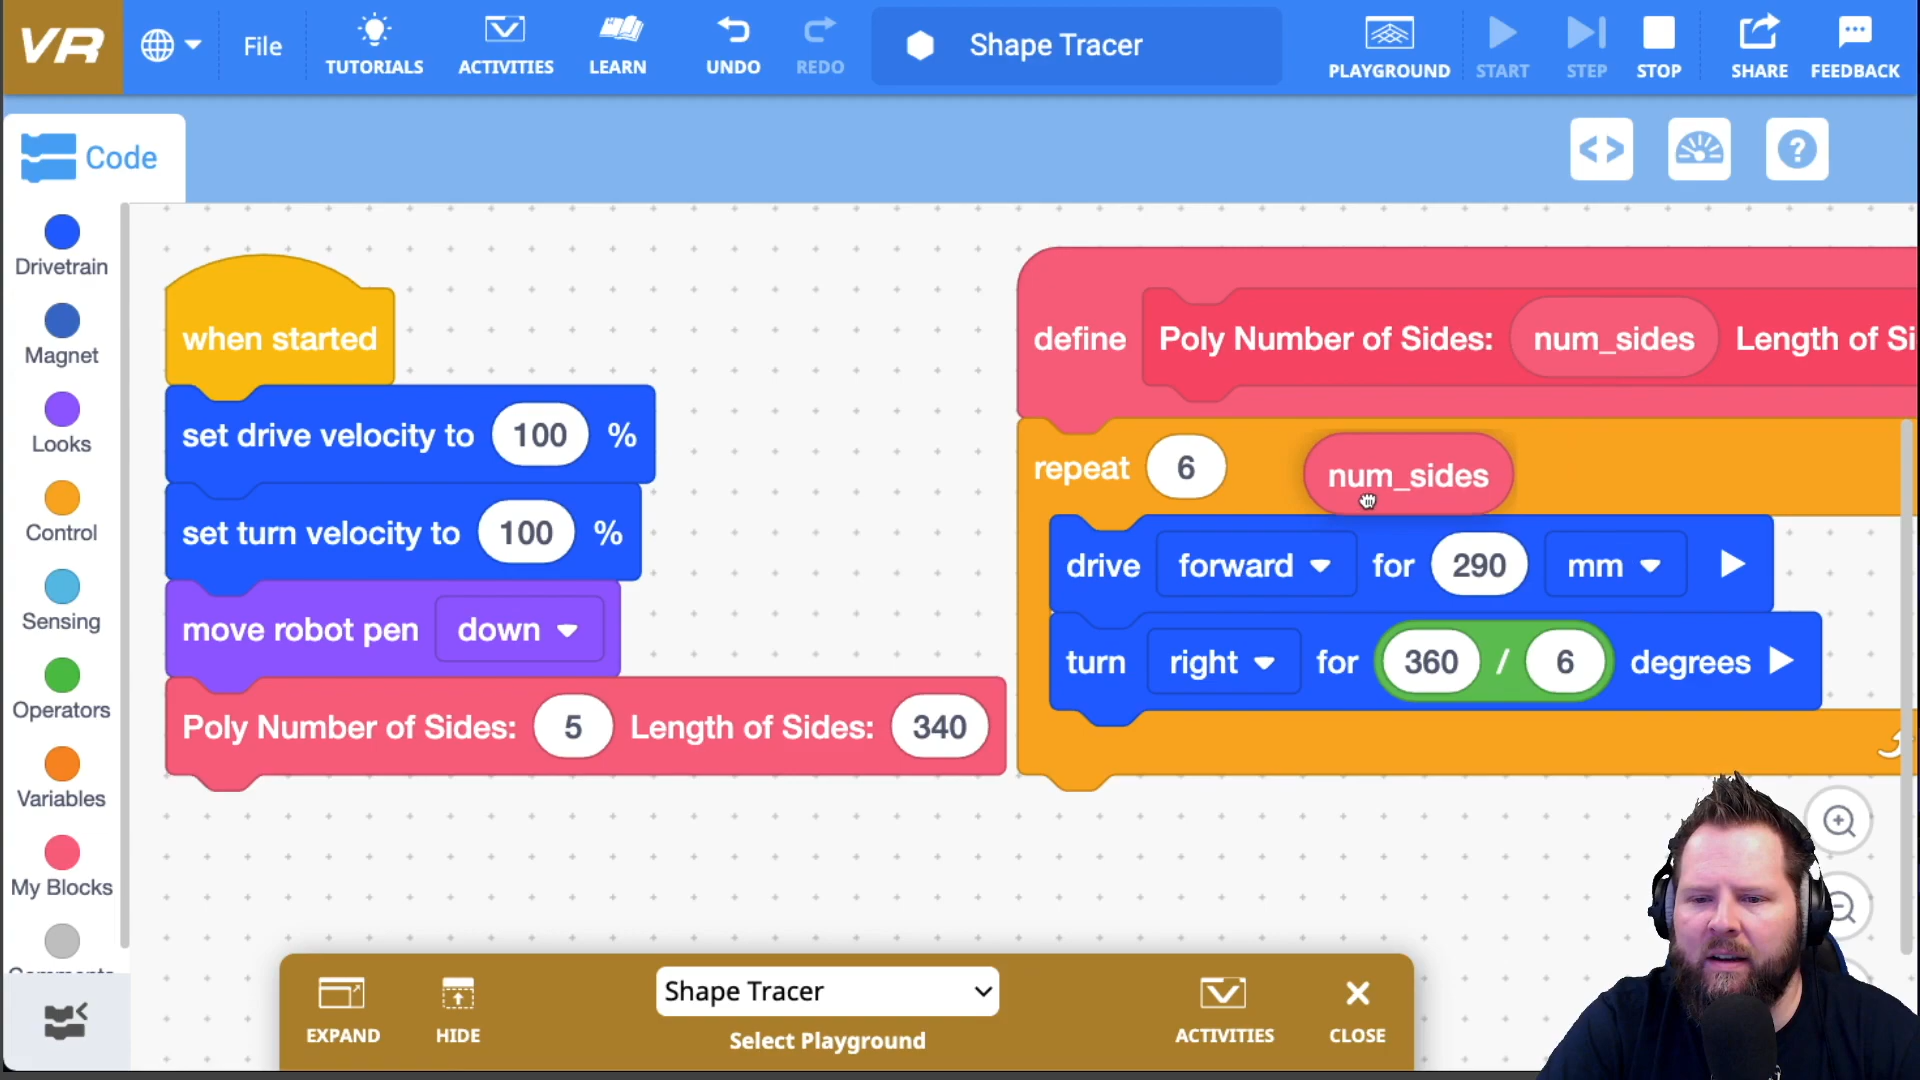 VR
File
TUTORIALS
ACTIVITIES
LEARN
UNDO
REDO
Shape Tracer
PLAYGROUND
START
STEP
STOP
SHARE
FEEDBACK
Code
Drivetrain
Magnet
Looks
Control
Sensing
Operators
Variables
My Blocks
when started
set drive velocity to 100 %
set turn velocity to 100 %
move robot pen down
Poly Number of Sides: 5 Length of Sides: 340
define Poly Number of Sides: num_sides Length of Si
repeat 6 num_sides
drive forward for 290 mm
turn right for 360 / 6 degrees
EXPAND
HIDE
Shape Tracer
Select Playground
ACTIVITIES
CLOSE